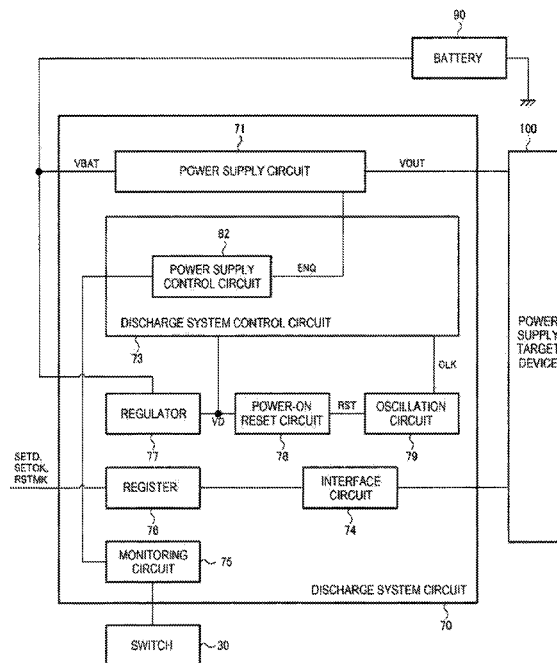 90
BATTERY
71
100
VBAT
POWER SUPPLY CIRCUIT
VOUT
82
POWER SUPPLY
CONTROL CIRCUIT
ENQ
DISCHARGE SYSTEM CONTROL CIRCUIT
73
POWER
SUPPLY
TARGET
DEVICE
CLK
REGULATOR
VD
POWER-ON
RESET CIRCUIT
RST
OSCILLATION
CIRCUIT
77
78
79
SETD,
SETCK,
RSTMK
REGISTER
INTERFACE
CIRCUIT
76
74
MONITORING
CIRCUIT
75
DISCHARGE SYSTEM CIRCUIT
70
SWITCH
30